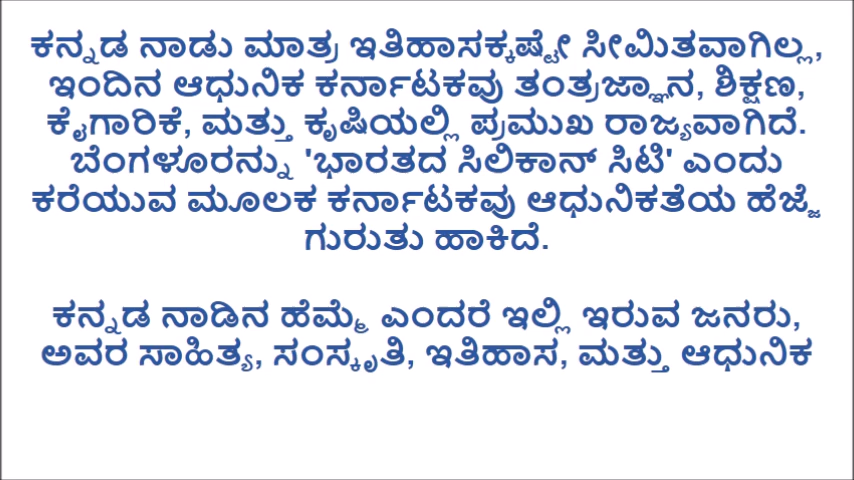 ಕನ್ನಡ ನಾಡು ಮಾತ್ರ ಇತಿಹಾಸಕ್ಕಷ್ಟೇ ಸೀಮಿತವಾಗಿಲ್ಲ,
ಇಂದಿನ ಆಧುನಿಕ ಕರ್ನಾಟಕವು ತಂತ್ರಜ್ಞಾನ, ಶಿಕ್ಷಣ,
ಕೈಗಾರಿಕೆ, ಮತ್ತು ಕೃಷಿಯಲ್ಲಿ ಪ್ರಮುಖ ರಾಜ್ಯವಾಗಿದೆ.
ಬೆಂಗಳೂರನ್ನು 'ಭಾರತದ ಸಿಲಿಕಾನ್ ಸಿಟಿ' ಎಂದು
ಕರೆಯುವ ಮೂಲಕ ಕರ್ನಾಟಕವು ಆಧುನಿಕತೆಯ ಹೆಜ್ಜೆ
ಗುರುತು ಹಾಕಿದೆ.
ಕನ್ನಡ ನಾಡಿನ ಹೆಮ್ಮೆ ಎಂದರೆ ಇಲ್ಲಿ ಇರುವ ಜನರು,
ಅವರ ಸಾಹಿತ್ಯ, ಸಂಸ್ಕೃತಿ, ಇತಿಹಾಸ, ಮತ್ತು ಆಧುನಿಕ